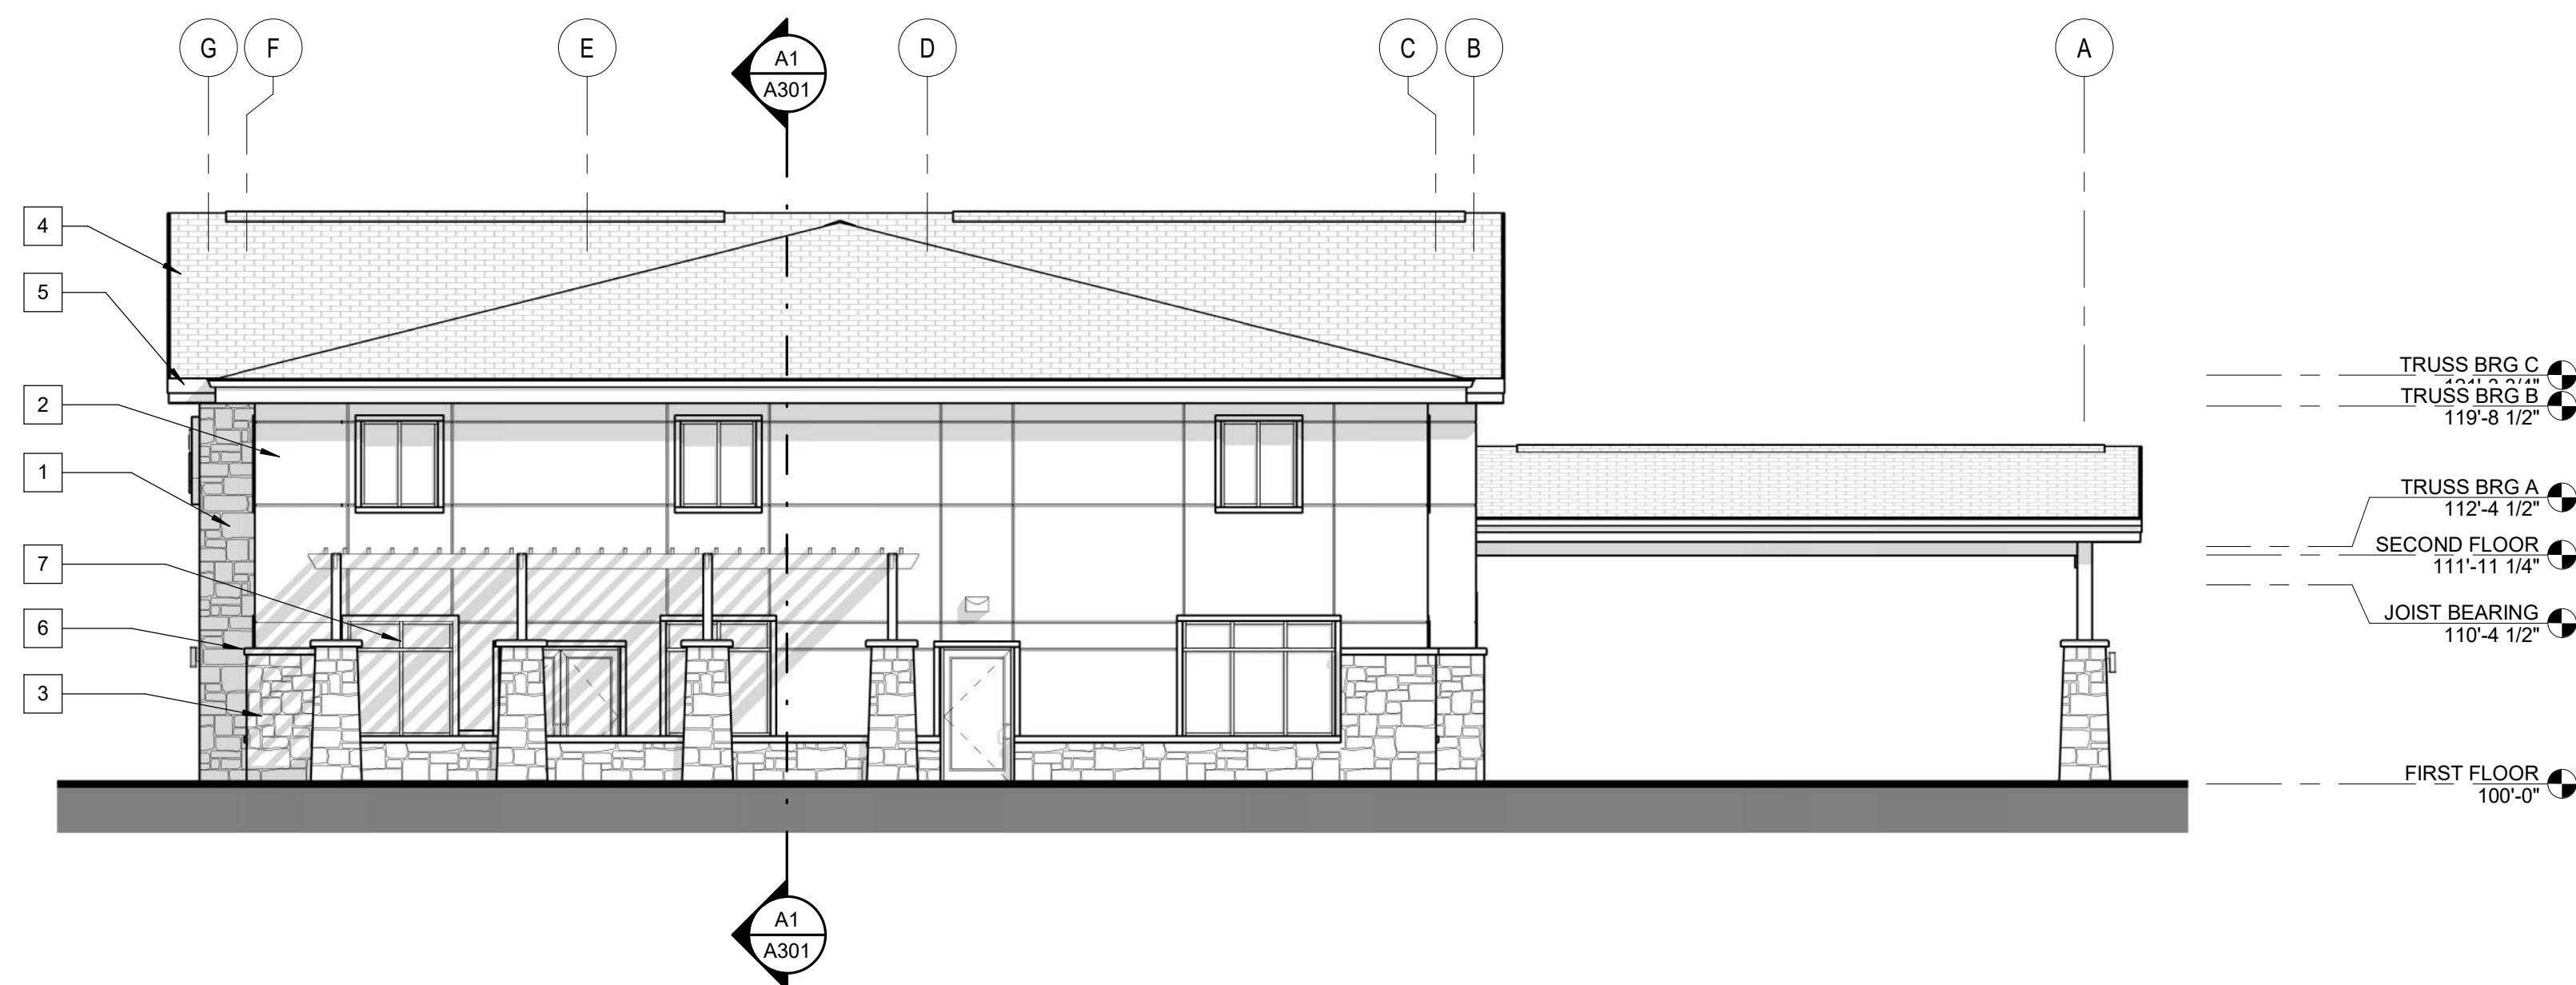 G
F
E
A1
A301
D
C
B
A
4
5
2
1
7
6
3
TRUSS BRG C
TRUSS BRG B
119'-8 1/2"
TRUSS BRG A
112'-4 1/2"
SECOND FLOOR
111'-11 1/4"
JOIST BEARING
110'-4 1/2"
FIRST FLOOR
100'-0"
A1
A301